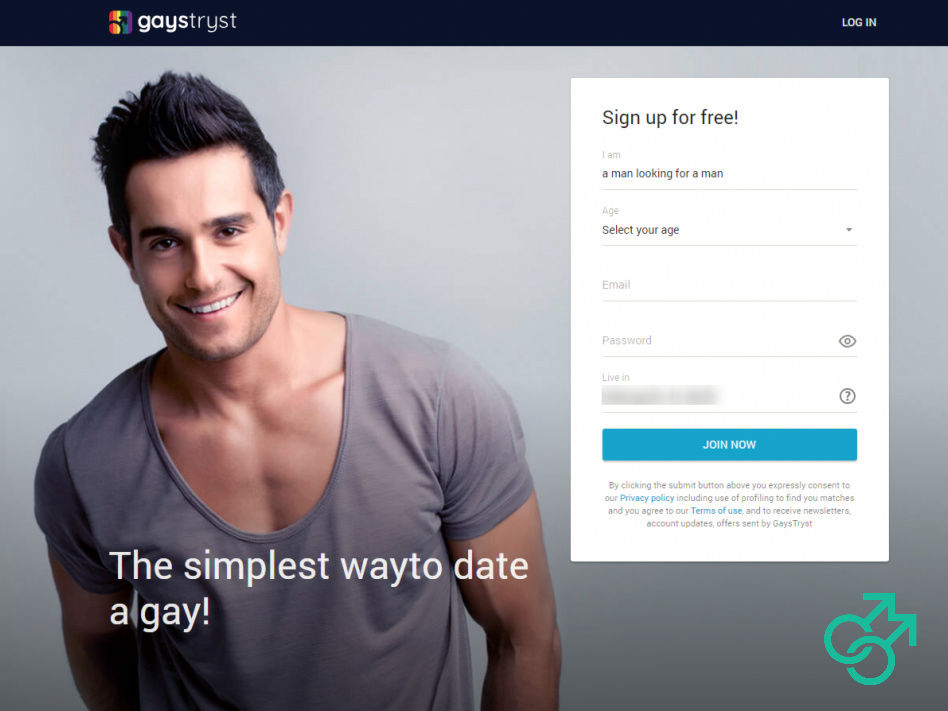 gaystryst
LOG IN
Sign up for free!
I am
a man looking for a man
Age
Select your age
Email
Password
Live in
JOIN NOW
By clicking the submit button above you expressly consent to
our Privacy policy including use of profiling to find you matches
and you agree to our Terms of use, and to receive newsletters,
account updates, offers sent by GaysTryst
The simplest wayto date
a gay!